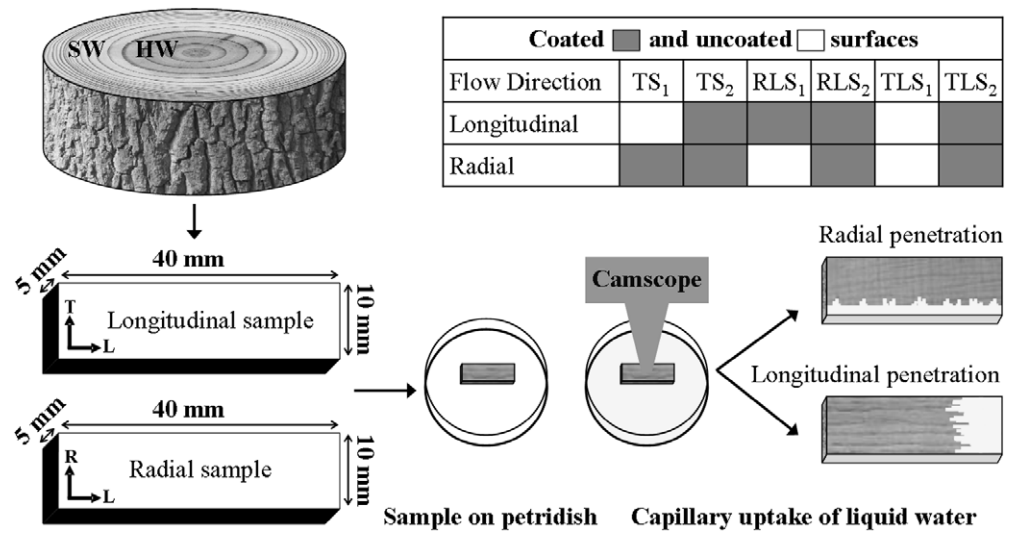 SW HW
Coated and uncoated surfaces
Flow Direction TS1 TS2 RLS1 RLS2 TLS1 TLS2
Longitudinal
Radial
5 mm
40 mm
10 mm
T
L
Longitudinal sample
5 mm
40 mm
10 mm
R
L
Radial sample
Sample on petridish
Camscope
Radial penetration
Longitudinal penetration
Capillary uptake of liquid water